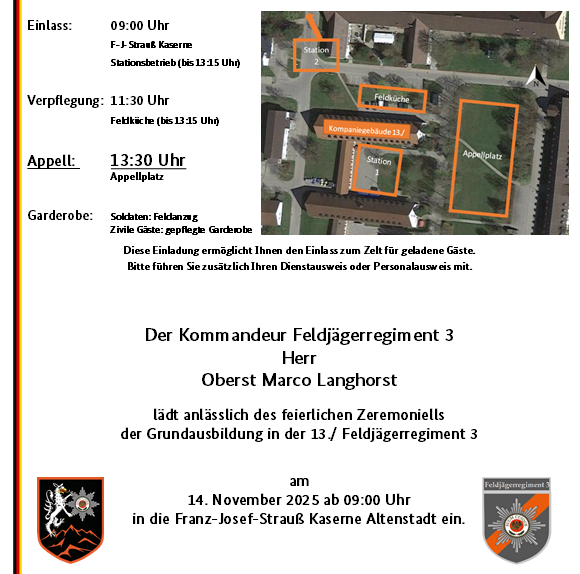 Einlass: 09:00 Uhr
F-J-Strauß Kaserne
Stationsbetrieb (bis 13:15 Uhr)
Verpflegung: 11:30 Uhr
Feldküche (bis 13:15 Uhr)
Appell: 13:30 Uhr
Appellplatz
Garderobe: Soldaten: Feldanzug
Zivile Gäste: gepflegte Garderobe
Station
2
N
Feldküche
Kompaniegebäude 13./
Station
1
Appellplatz
Diese Einladung ermöglicht Ihnen den Einlass zum Zelt für geladene Gäste.
Bitte führen Sie zusätzlich Ihren Dienstausweis oder Personalausweis mit.
Der Kommandeur Feldjägerregiment 3
Herr
Oberst Marco Langhorst
lädt anlässlich des feierlichen Zeremoniells
der Grundausbildung in der 13./ Feldjägerregiment 3
am
14. November 2025 ab 09:00 Uhr
in die Franz-Josef-Strauß Kaserne Altenstadt ein.
Feldjägerregiment 3